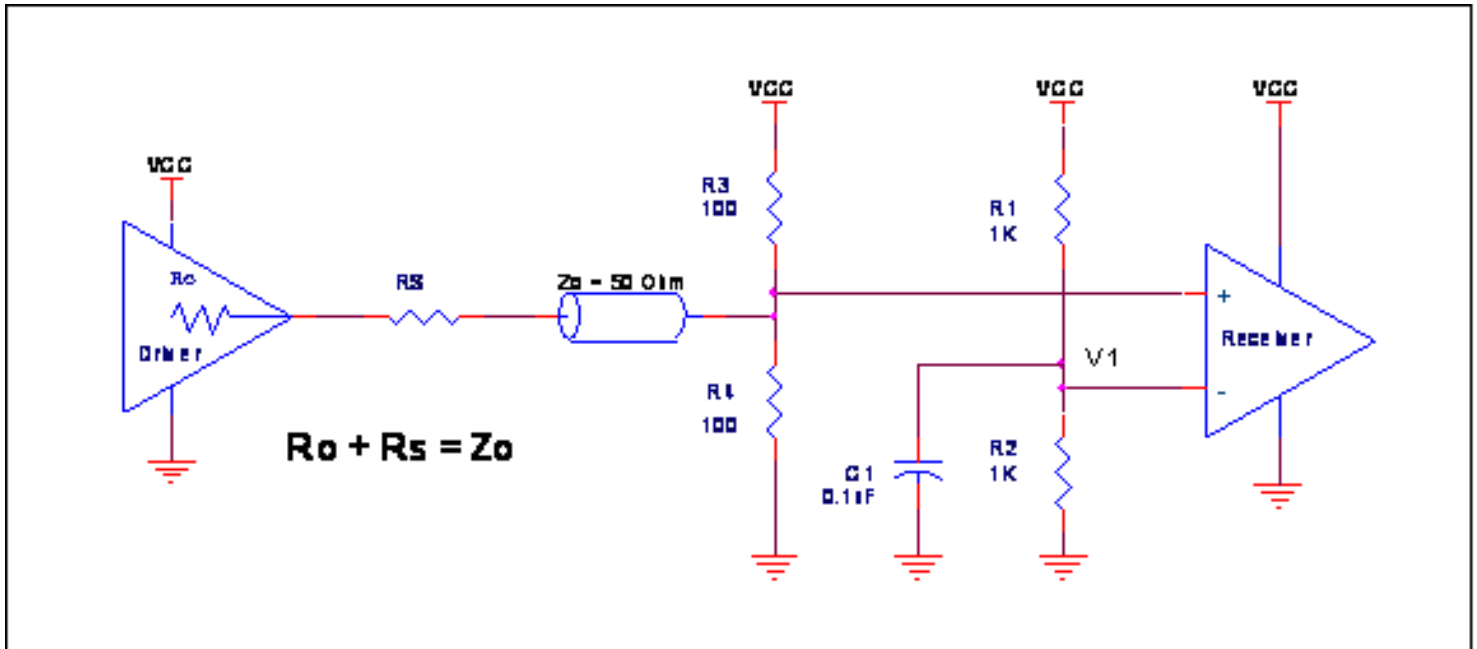 VCC
VCC
VCC
VCC
R3
100
R1
1K
Ro
RS
Zo = 50 Ohm
Driver
+
Receiver
-
V1
R4
100
R2
1K
C1
0.1uF
Ro + Rs = Zo